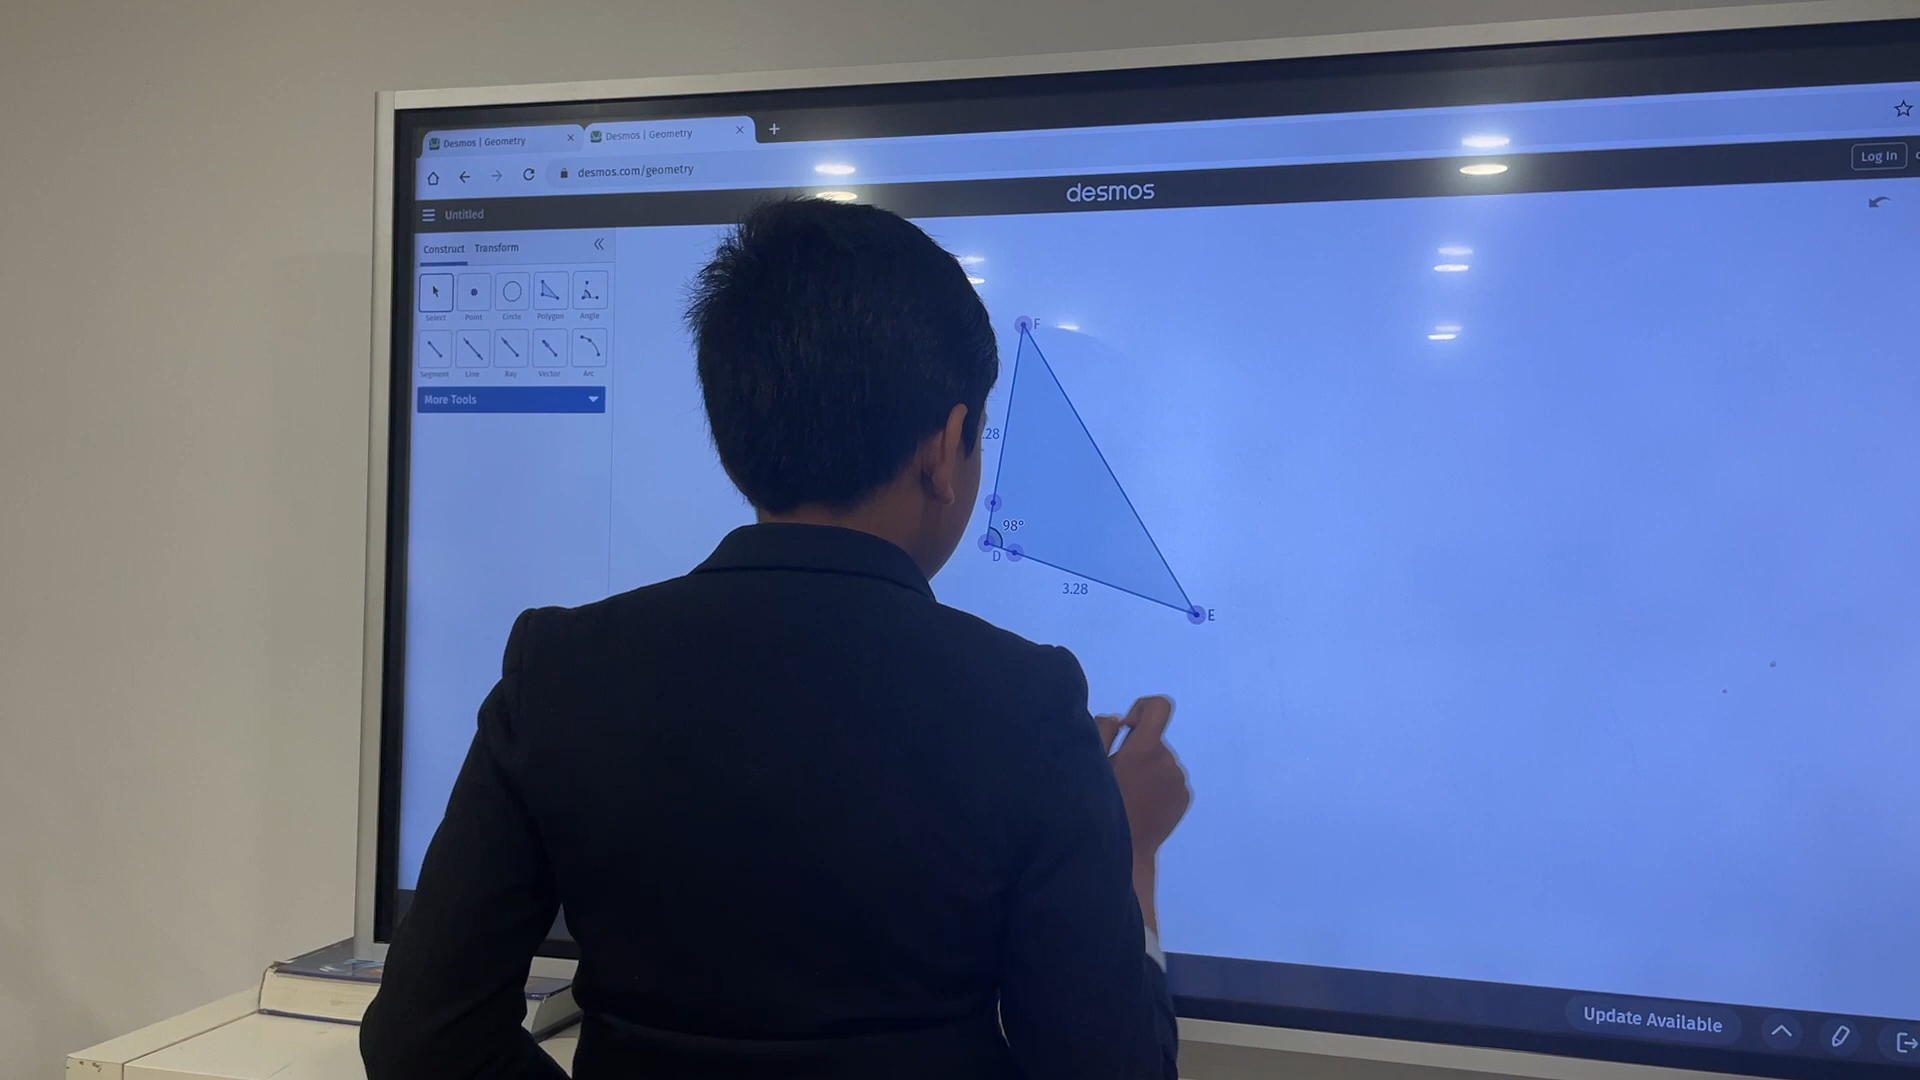 Desmos | Geometry
Desmos | Geometry
desmos.com/geometry
Log In
Untitled
desmos
Construct Transform
Select Point Circle Polygon Angle
Segment Line Ray Vector Arc
More Tools
F
.28
98°
D
3.28
E
Update Available